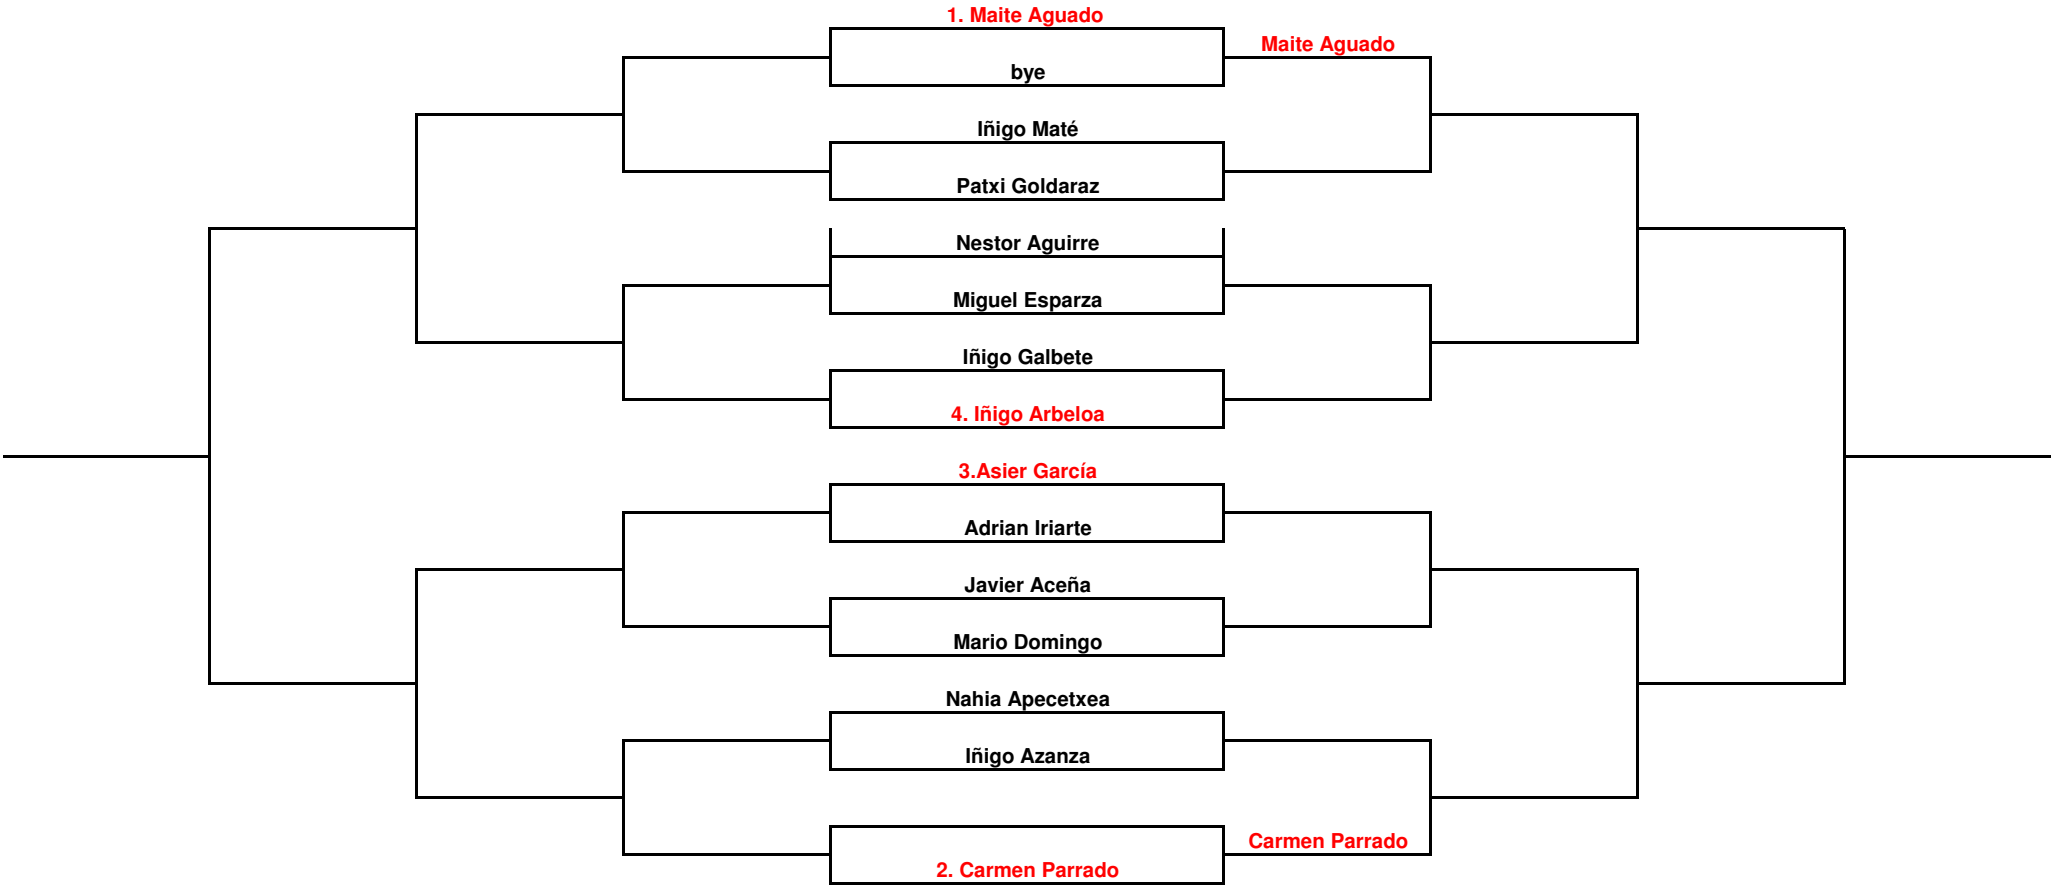 1. Maite Aguado
Maite Aguado
bye
Iñigo Maté
Patxi Goldaraz
Nestor Aguirre
Miguel Esparza
Iñigo Galbete
4. Iñigo Arbeloa
3.Asier García
Adrian Iriarte
Javier Aceña
Mario Domingo
Nahia Apecetxea
Iñigo Azanza
Carmen Parrado
2. Carmen Parrado